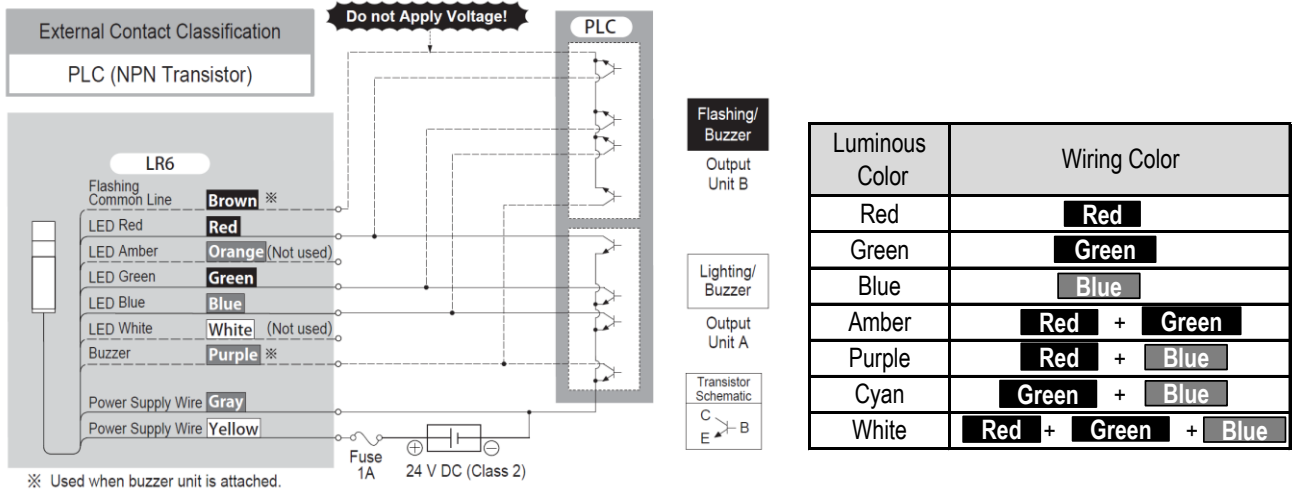 External Contact Classification
PLC (NPN Transistor)
Do not Apply Voltage!
PLC
LR6
Flashing
Common Line Brown ※
LED Red Red
LED Amber Orange (Not used)
LED Green Green
LED Blue Blue
LED White White (Not used)
Buzzer Purple ※
Power Supply Wire Gray
Power Supply Wire Yellow
Fuse
1A
⊕ ⊖
24 V DC (Class 2)
※ Used when buzzer unit is attached.
Flashing/
Buzzer
Output
Unit B
Lighting/
Buzzer
Output
Unit A
Transistor
Schematic
C
B
E
Luminous
Color
Wiring Color
Red Red
Green Green
Blue Blue
Amber Red + Green
Purple Red + Blue
Cyan Green + Blue
White Red + Green + Blue